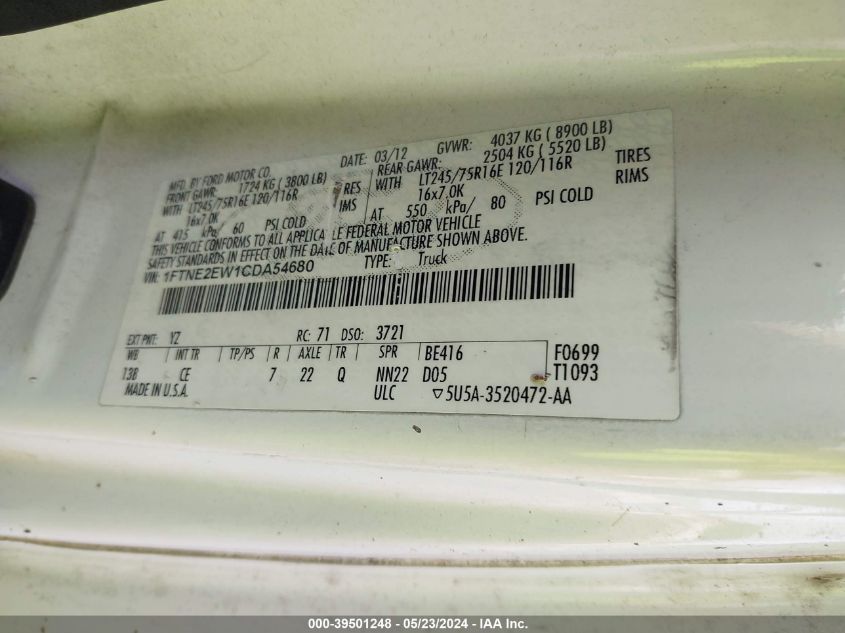 MFD. BY FORD MOTOR CO. DATE: 03/12 GVWR: 4037 KG ( 8900 LB)
FRONT GAWR: 1724 KG ( 3800 LB) REAR GAWR: 2504 KG ( 5520 LB)
WITH LT245/75R16E 120/116R RES WITH LT245/75R16E 120/116R TIRES
16x7.0K IMS 16x7.0K RIMS
AT 415 kPa/ 60 PSI COLD AT 550 kPa/ 80 PSI COLD
THIS VEHICLE CONFORMS TO ALL APPLICA LE FEDERAL MOTOR VEHICLE
SAFETY STANDARDS IN EFFECT ON THE DATE OF MANUFACTURE SHOWN ABOVE.
VIN: 1FTNE2EW1CDA54680 TYPE: Truck
EXT PNT: YZ RC: 71 DSO: 3721
WB INT TR TP/PS R AXLE TR SPR BE416 F0699
138 CE 7 22 Q NN22 D05 T1093
MADE IN U.S.A. ULC ▽5U5A-3520472-AA
000-39501248 - 05/23/2024 - IAA Inc.